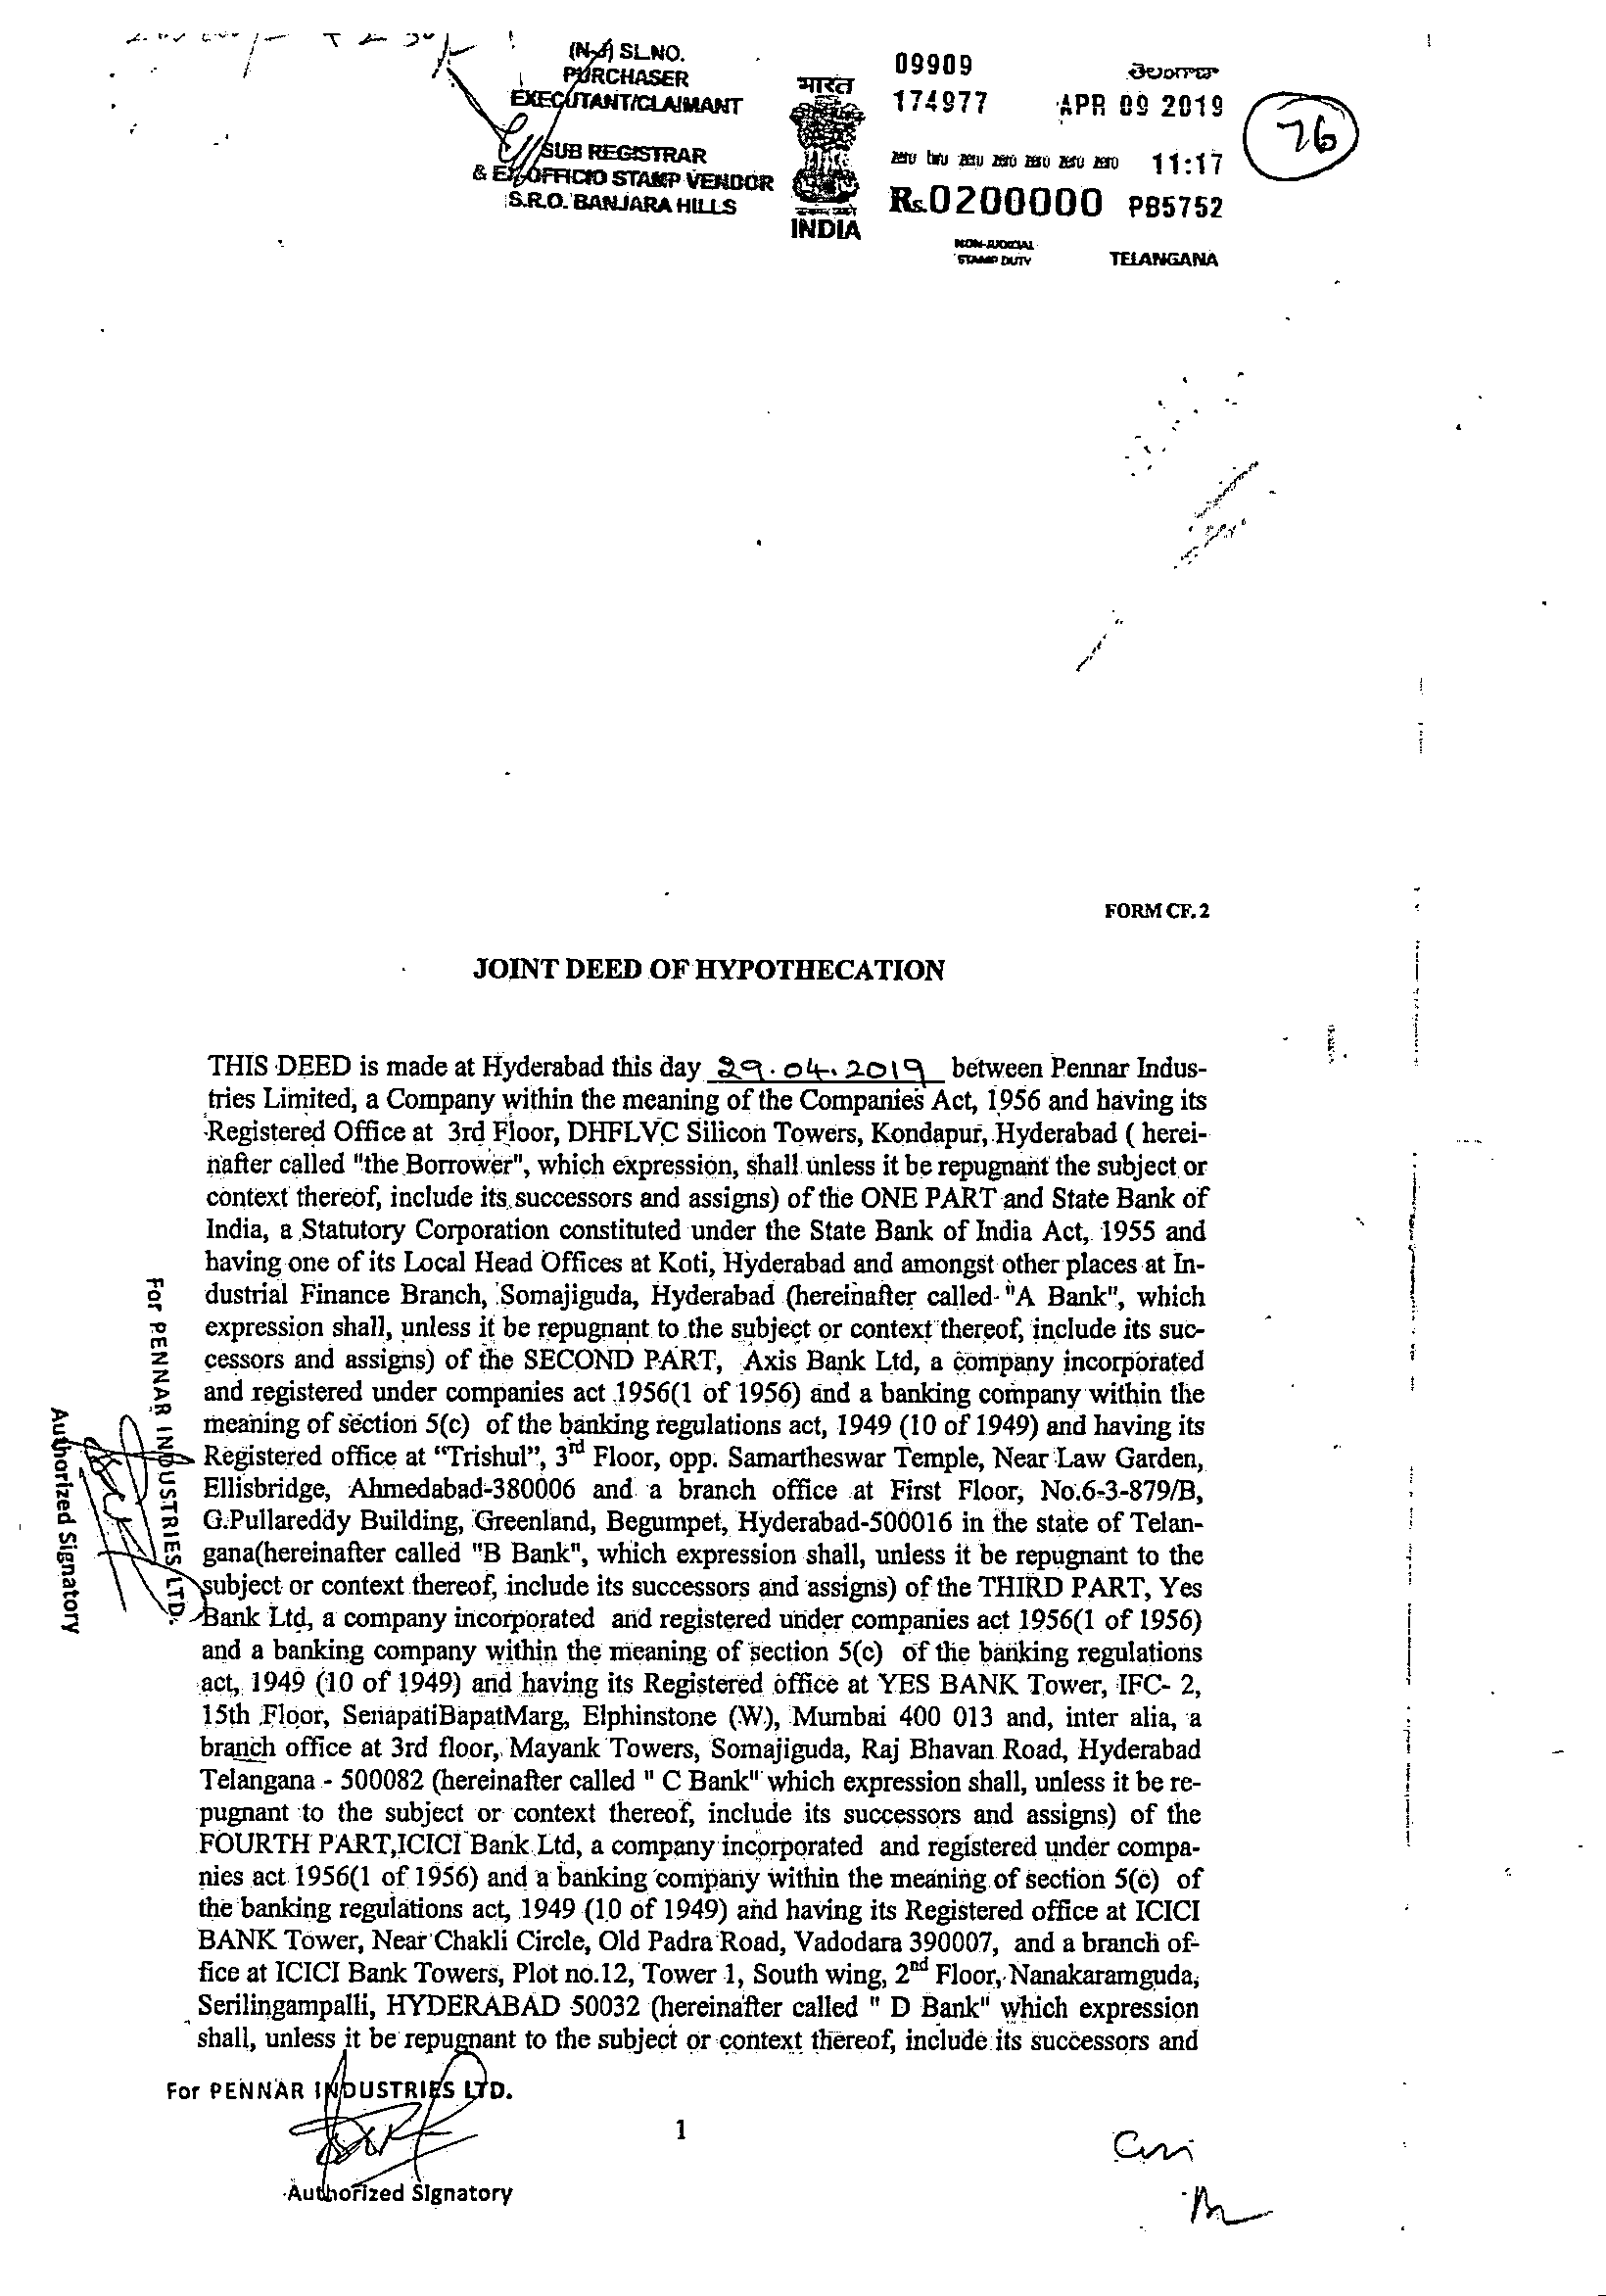 (N-J) SL.NO.
PURCHASER
EXECUTANT/CLAIMANT
SUB REGISTRAR
& EX-OFFICIO STAMP VENDOR
S.R.O. BANJARA HILLS
भारत
INDIA
09909
174977 APR 09 2019
11:17
Rs.0200000 PB5752
NON-JUDICIAL
STAMP DUTY TELANGANA
76
FORM CF. 2
JOINT DEED OF HYPOTHECATION
THIS DEED is made at Hyderabad this day 29.04.2019 between Pennar Indus-
tries Limited, a Company within the meaning of the Companies Act, 1956 and having its
Registered Office at 3rd Floor, DHFLVC Silicon Towers, Kondapur, Hyderabad ( herei-
nafter called "the Borrower", which expression, shall unless it be repugnant the subject or
context thereof, include its successors and assigns) of the ONE PART and State Bank of
India, a Statutory Corporation constituted under the State Bank of India Act, 1955 and
having one of its Local Head Offices at Koti, Hyderabad and amongst other places at In-
dustrial Finance Branch, Somajiguda, Hyderabad (hereinafter called "A Bank", which
expression shall, unless it be repugnant to the subject or context thereof, include its suc-
cessors and assigns) of the SECOND PART, Axis Bank Ltd, a company incorporated
and registered under companies act 1956(1 of 1956) and a banking company within the
meaning of section 5(c) of the banking regulations act, 1949 (10 of 1949) and having its
Registered office at "Trishul", 3rd Floor, opp. Samartheswar Temple, Near Law Garden,
Ellisbridge, Ahmedabad-380006 and a branch office at First Floor, No.6-3-879/B,
G.Pullareddy Building, Greenland, Begumpet, Hyderabad-500016 in the state of Telan-
gana(hereinafter called "B Bank", which expression shall, unless it be repugnant to the
subject or context thereof, include its successors and assigns) of the THIRD PART, Yes
Bank Ltd, a company incorporated and registered under companies act 1956(1 of 1956)
and a banking company within the meaning of section 5(c) of the banking regulations
act, 1949 (10 of 1949) and having its Registered office at YES BANK Tower, IFC- 2,
15th Floor, SenapatiBapatMarg, Elphinstone (W), Mumbai 400 013 and, inter alia, a
branch office at 3rd floor, Mayank Towers, Somajiguda, Raj Bhavan Road, Hyderabad
Telangana - 500082 (hereinafter called " C Bank" which expression shall, unless it be re-
pugnant to the subject or context thereof, include its successors and assigns) of the
FOURTH PART,ICICI Bank Ltd, a company incorporated and registered under compa-
nies act 1956(1 of 1956) and a banking company within the meaning of section 5(c) of
the banking regulations act, 1949 (10 of 1949) and having its Registered office at ICICI
BANK Tower, Near Chakli Circle, Old Padra Road, Vadodara 390007, and a branch of-
fice at ICICI Bank Towers, Plot no.12, Tower 1, South wing, 2nd Floor, Nanakaramguda,
Serilingampalli, HYDERABAD 50032 (hereinafter called " D Bank" which expression
shall, unless it be repugnant to the subject or context thereof, include its successors and
For PENNAR INDUSTRIES LTD.
Authorized Signatory
For PENNAR INDUSTRIES LTD.
Authorized Signatory
1